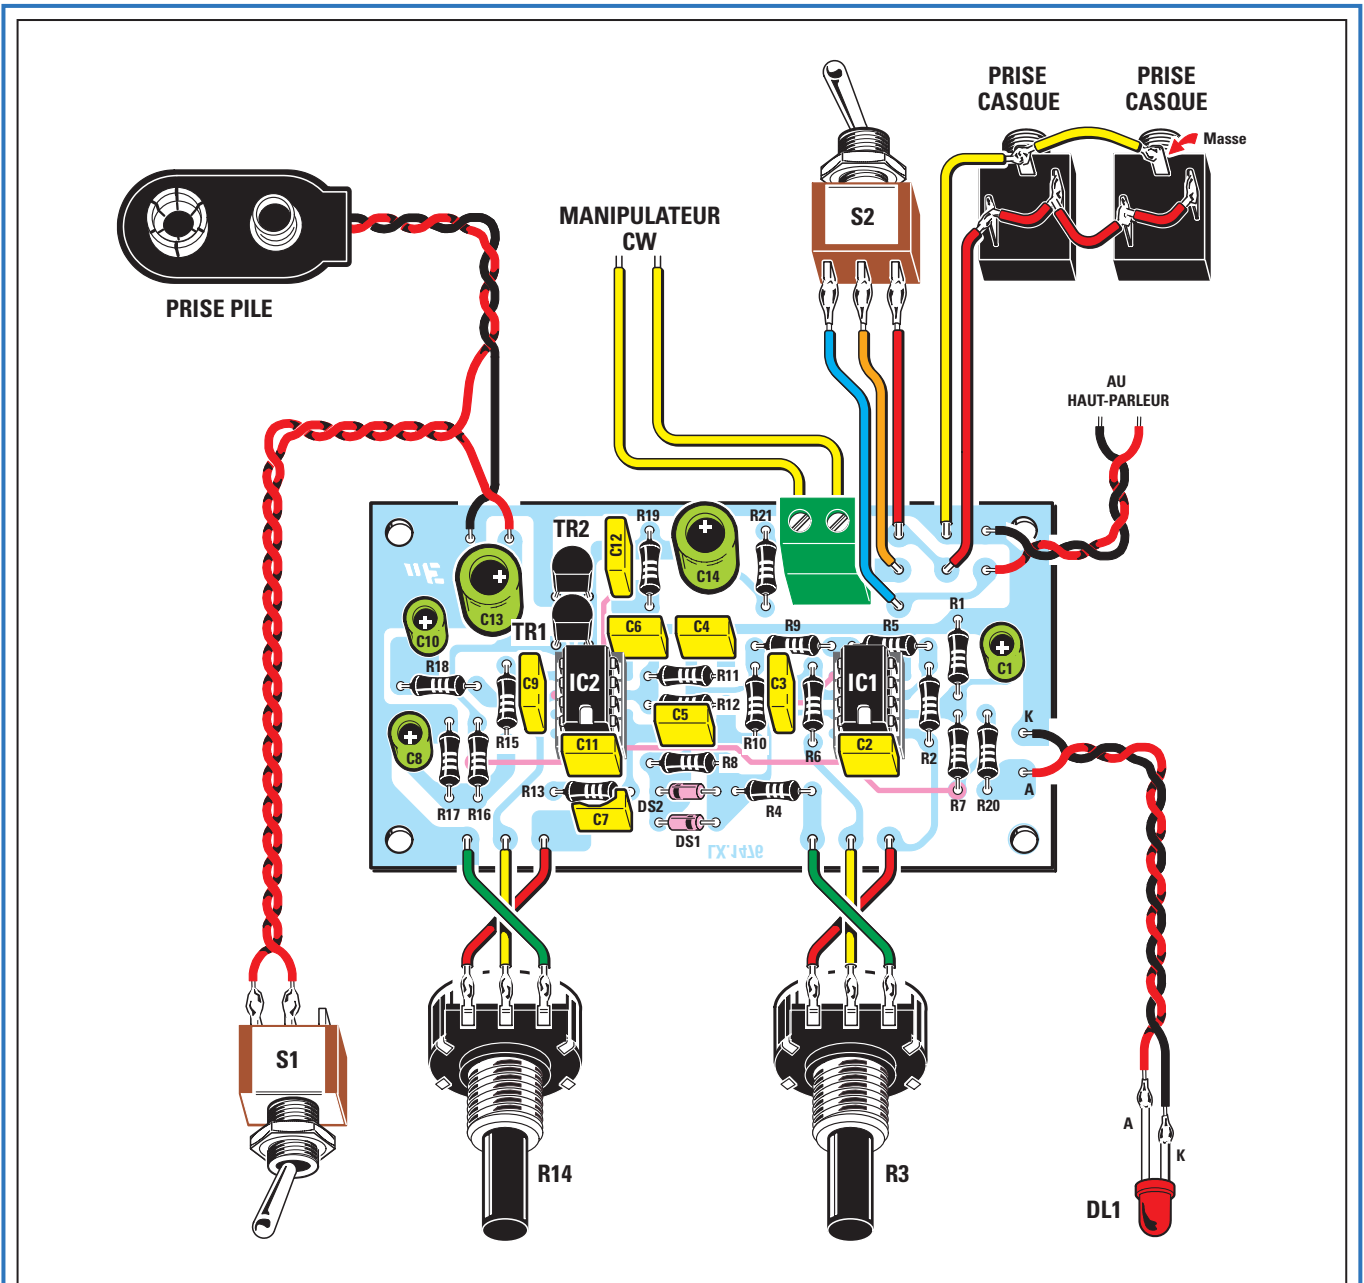 PRISE
CASQUE
PRISE
CASQUE
Masse
S2
MANIPULATEUR
CW
PRISE PILE
AU
HAUT-PARLEUR
R19
R21
TR2
C12
C14
C13
C10
TR1
C6
C4
R9
R5
R1
C1
R18
C9
IC2
R11
C3
IC1
R12
C5
K
C8
R15
C11
R10
R6
C2
R2
R8
A
R13
DS2
R4
R17
R16
C7
DS1
R7
R20
LX.1476
S1
A
K
R14
R3
DL1